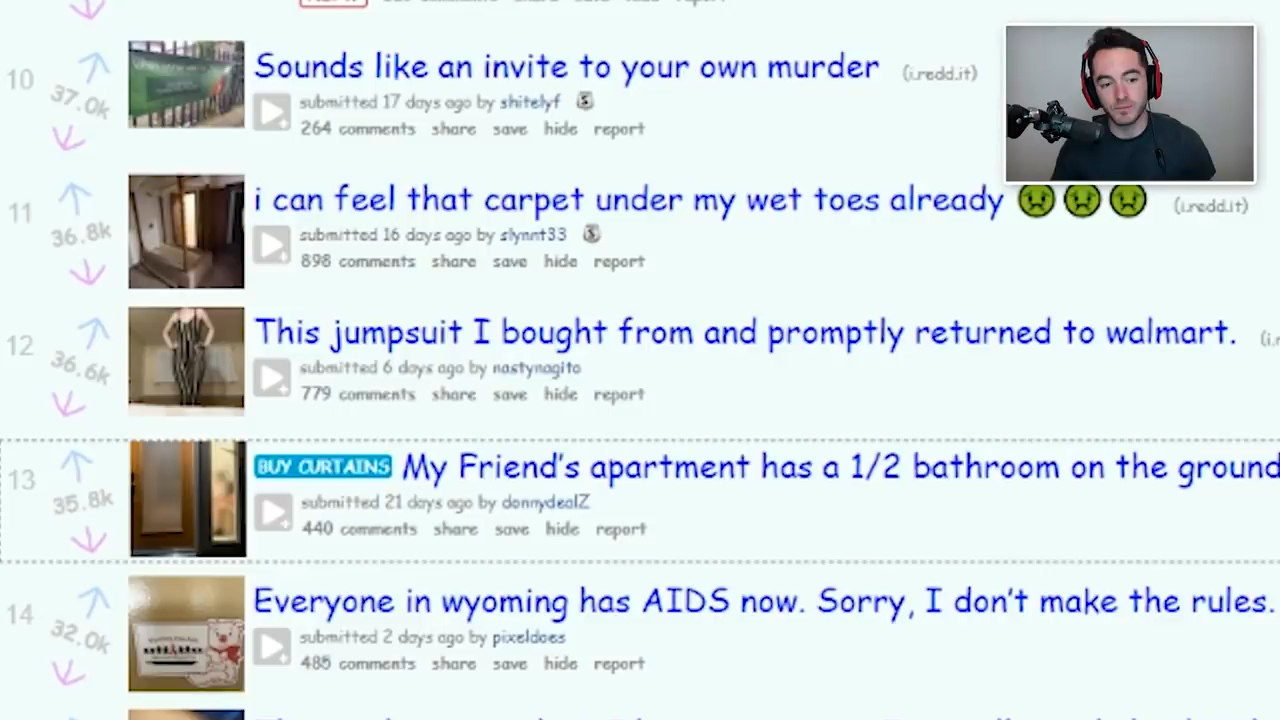 10
37.0k
Sounds like an invite to your own murder (i.redd.it)
submitted 17 days ago by shitelyf
264 comments share save hide report
11
36.8k
i can feel that carpet under my wet toes already 🤢🤢🤢 (i.redd.it)
submitted 16 days ago by slynnt33
898 comments share save hide report
12
36.6k
This jumpsuit I bought from and promptly returned to walmart. (i.r
submitted 6 days ago by nastynagito
779 comments share save hide report
13
35.8k
BUY CURTAINS My Friend's apartment has a 1/2 bathroom on the ground
submitted 21 days ago by donnydealZ
440 comments share save hide report
14
32.0k
Everyone in wyoming has AIDS now. Sorry, I don't make the rules.
submitted 2 days ago by pixeldoes
485 comments share save hide report